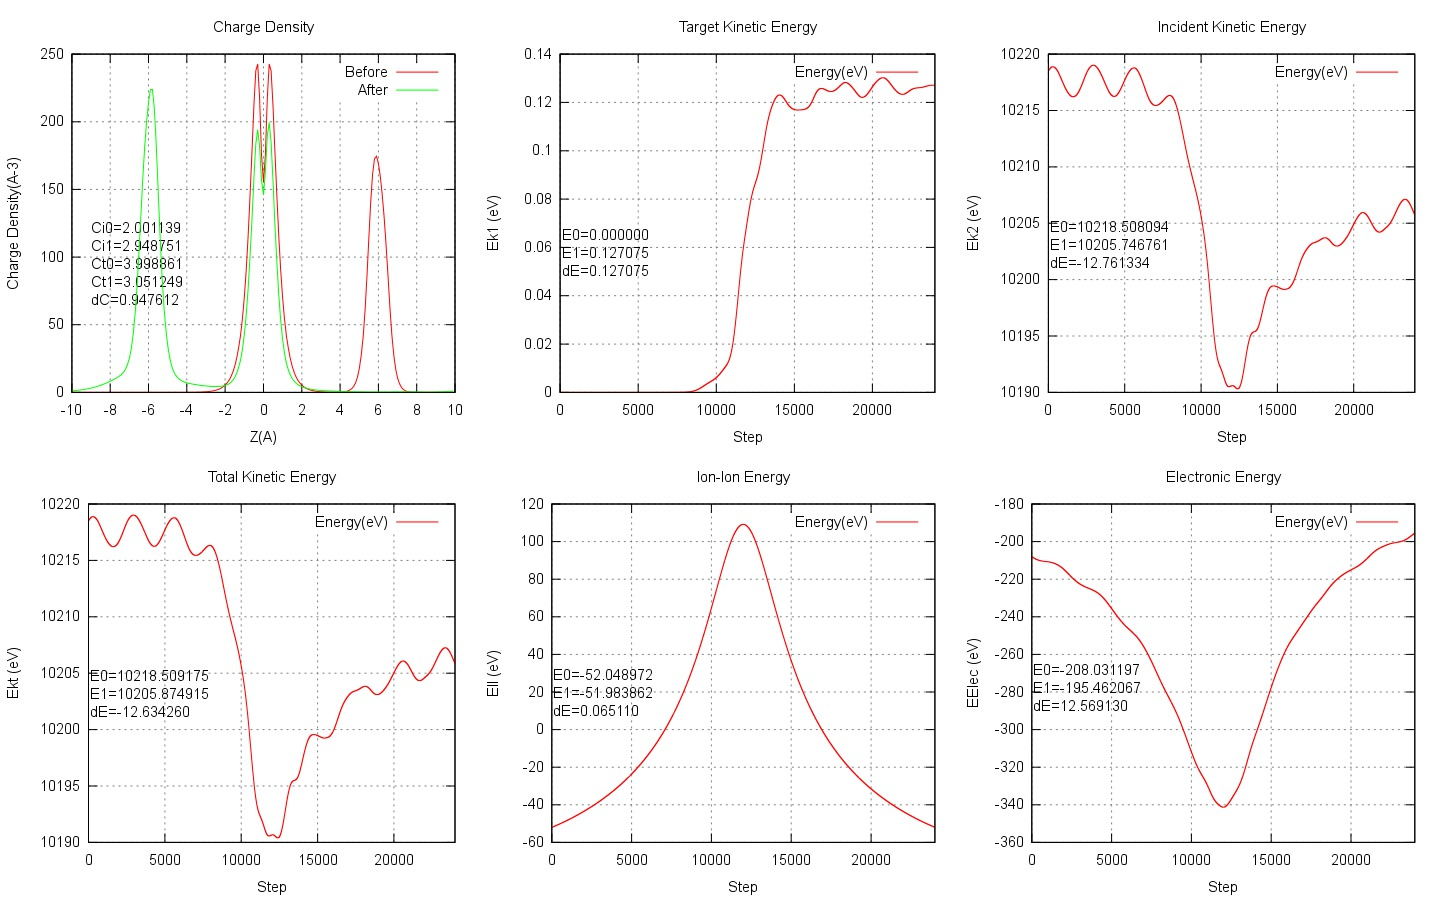 Charge Density
250
200
150
100
50
0
-10 -8 -6 -4 -2 0 2 4 6 8 10
Charge Density(A-3)
Z(A)
Before
After
Ci0=2.001139
Ci1=2.948751
Ct0=3.998861
Ct1=3.051249
dC=0.947612
Target Kinetic Energy
0.14
0.12
0.1
0.08
0.06
0.04
0.02
0
0 5000 10000 15000 20000
Ek1 (eV)
Step
Energy(eV)
E0=0.000000
E1=0.127075
dE=0.127075
Incident Kinetic Energy
10220
10215
10210
10205
10200
10195
10190
0 5000 10000 15000 20000
Ek2 (eV)
Step
Energy(eV)
E0=10218.508094
E1=10205.746761
dE=-12.761334
Total Kinetic Energy
10220
10215
10210
10205
10200
10195
10190
0 5000 10000 15000 20000
Ekt (eV)
Step
Energy(eV)
E0=10218.509175
E1=10205.874915
dE=-12.634260
Ion-Ion Energy
120
100
80
60
40
20
0
-20
-40
-60
0 5000 10000 15000 20000
EII (eV)
Step
Energy(eV)
E0=-52.048972
E1=-51.983862
dE=0.065110
Electronic Energy
-180
-200
-220
-240
-260
-280
-300
-320
-340
-360
0 5000 10000 15000 20000
EElec (eV)
Step
Energy(eV)
E0=-208.031197
E1=-195.462067
dE=12.569130